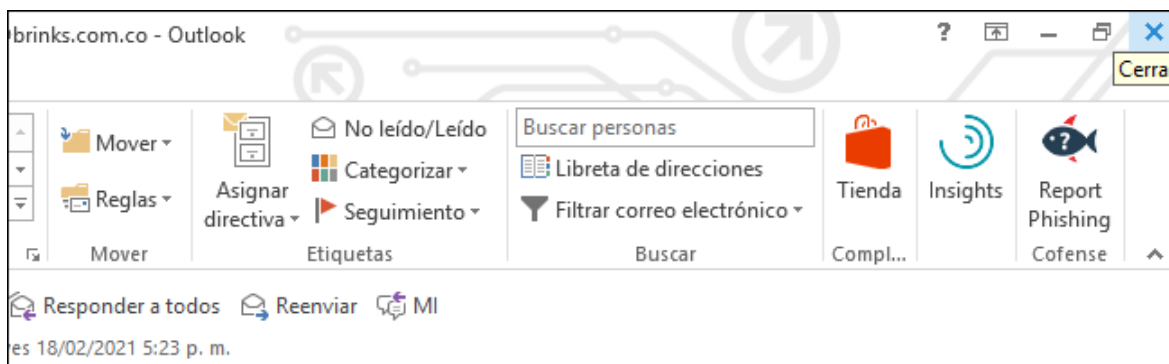 brinks.com.co - Outlook
?
Cerra
Mover
No leído/Leído
Buscar personas
Reglas
Asignar
directiva
Categorizar
Libreta de direcciones
Tienda
Insights
Report
Phishing
Seguimiento
Filtrar correo electrónico
Mover
Etiquetas
Buscar
Compl...
Cofense
Responder a todos
Reenviar
MI
es 18/02/2021 5:23 p. m.